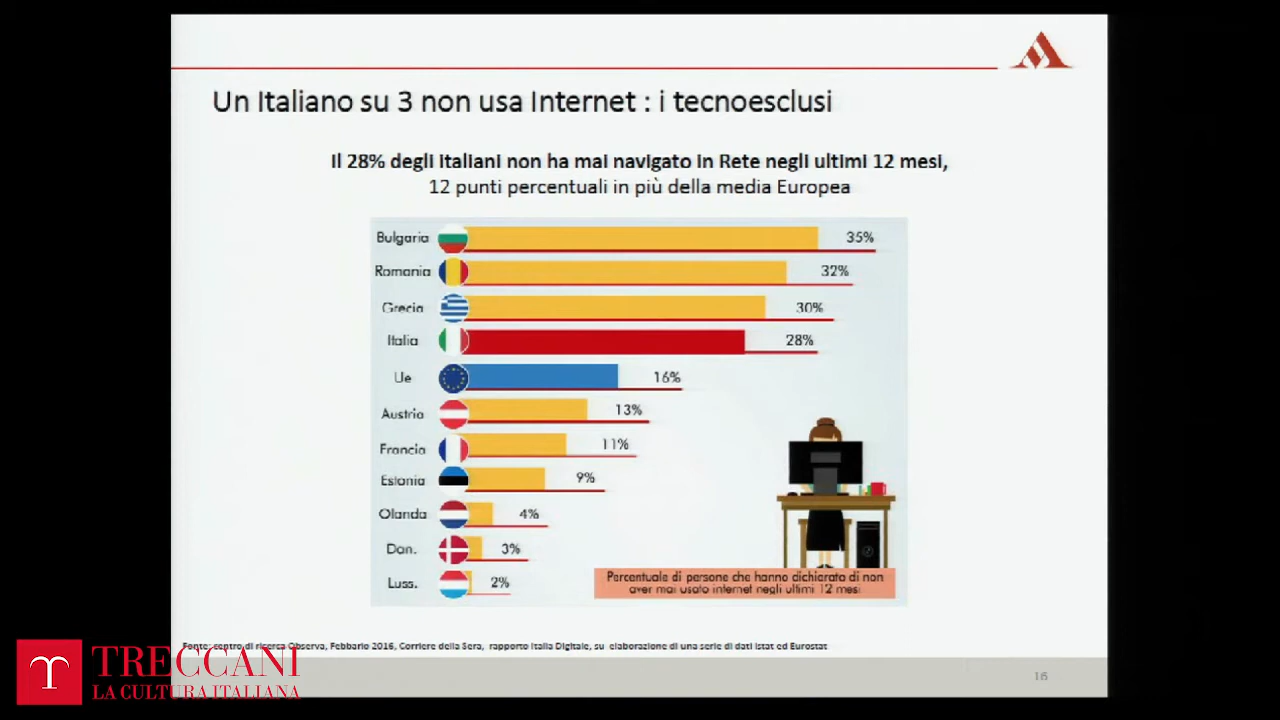 Un Italiano su 3 non usa Internet : i tecnoesclusi
Il 28% degli italiani non ha mai navigato in Rete negli ultimi 12 mesi,
12 punti percentuali in più della media Europea
Bulgaria 35%
Romania 32%
Grecia 30%
Italia 28%
Ue 16%
Austria 13%
Francia 11%
Estonia 9%
Olanda 4%
Dan. 3%
Luss. 2%
Percentuale di persone che hanno dichiarato di non
aver mai usato internet negli ultimi 12 mesi
Fonte: centro di ricerca Observa, Febbario 2016, Corriere della Sera, rapporto Italia Digitale, su elaborazione di una serie di dati Istat ed Eurostat
TRECCANI
LA CULTURA ITALIANA
16